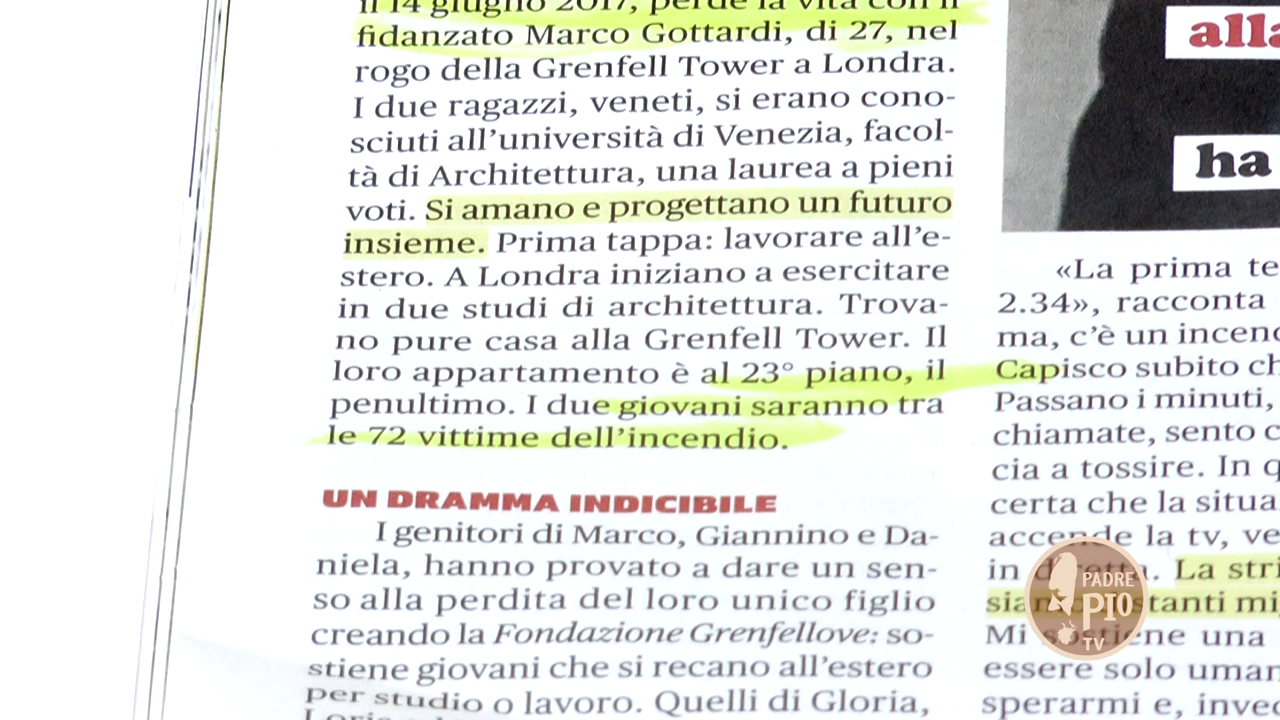 il 14 giugno 2017, perde la vita con il
fidanzato Marco Gottardi, di 27, nel
rogo della Grenfell Tower a Londra.
I due ragazzi, veneti, si erano cono-
sciuti all'università di Venezia, facol-
tà di Architettura, una laurea a pieni
voti. Si amano e progettano un futuro
insieme. Prima tappa: lavorare all'e-
stero. A Londra iniziano a esercitare
in due studi di architettura. Trova-
no pure casa alla Grenfell Tower. Il
loro appartamento è al 23° piano, il
penultimo. I due giovani saranno tra
le 72 vittime dell'incendio.
UN DRAMMA INDICIBILE
I genitori di Marco, Giannino e Da-
niela, hanno provato a dare un sen-
so alla perdita del loro unico figlio
creando la Fondazione Grenfellove: so-
stiene giovani che si recano all'estero
per studio o lavoro. Quelli di Gloria,
alla
ha
«La prima te
2.34», racconta
ma, c'è un incend
Capisco subito ch
Passano i minuti,
chiamate, sento c
cia a tossire. In q
certa che la situa
accende la tv, ve
in diretta. La stri
stanti mi
Mi sostiene una
essere solo uman
sperarmi e, invec
PADRE
PIO
TV